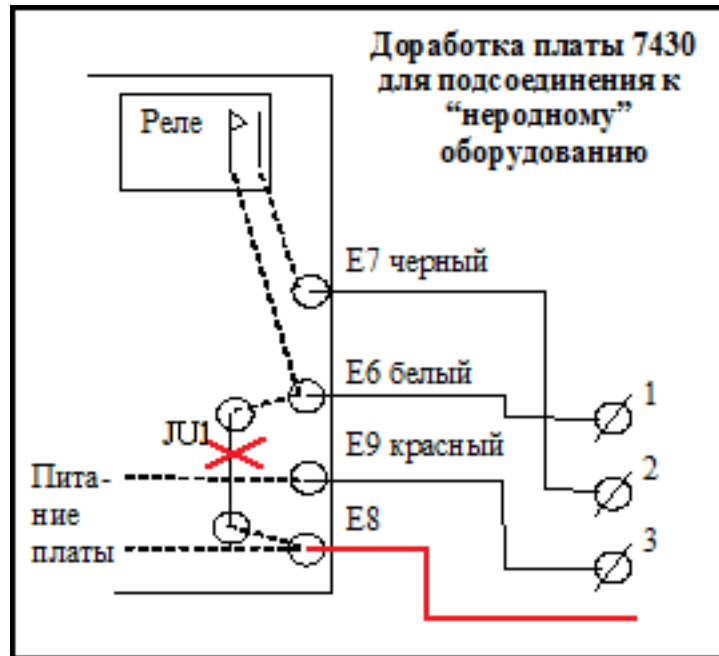 Доработка платы 7430
для подсоединения к
“неродному”
оборудованию
Реле
E7 черный
E6 белый
1
JU1
E9 красный
2
Пита-
ние
платы
E8
3